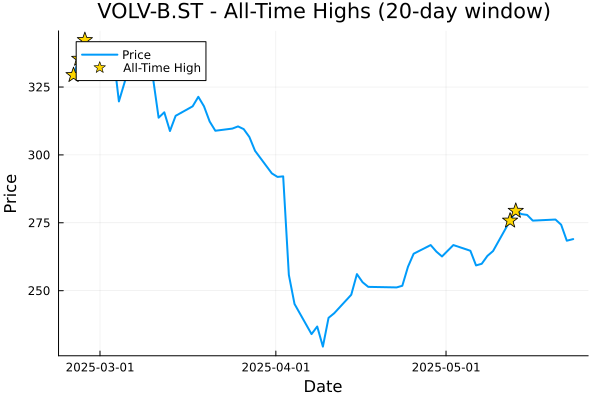 VOLV-B.ST - All-Time Highs (20-day window)
Price
All-Time High
325
300
275
250
Price
2025-03-01
2025-04-01
2025-05-01
Date